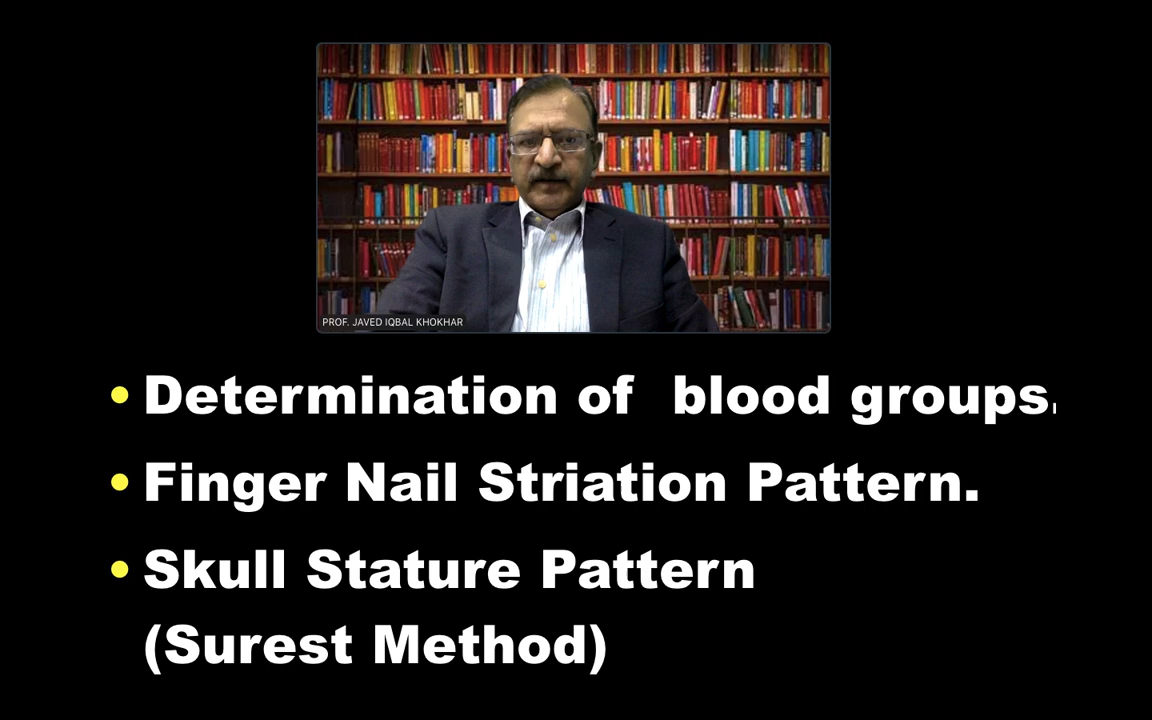 PROF. JAVED IQBAL KHOKHAR
• Determination of blood groups.
• Finger Nail Striation Pattern.
• Skull Stature Pattern
(Surest Method)